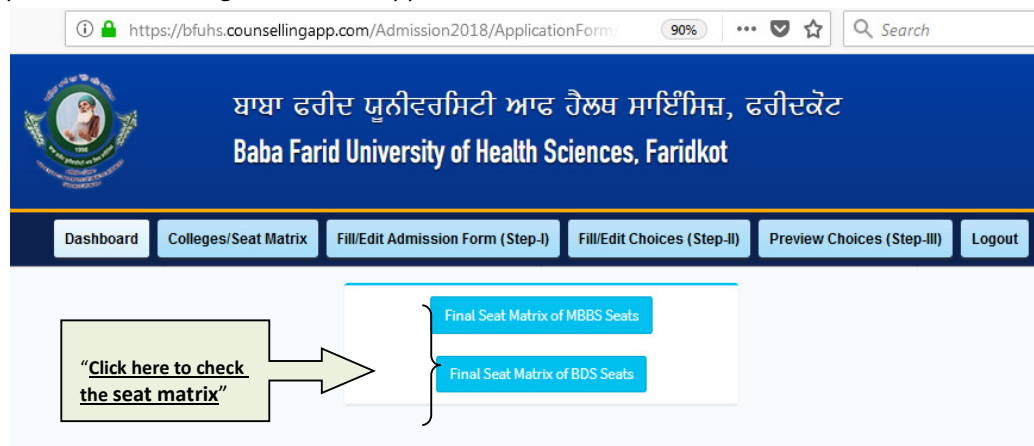 https://bfuhs.counsellingapp.com/Admission2018/ApplicationForm/ 90% ... Search
ਬਾਬਾ ਫਰੀਦ ਯੂਨੀਵਰਸਿਟੀ ਆਫ ਹੈਲਥ ਸਾਇੰਸਿਜ਼, ਫਰੀਦਕੋਟ
Baba Farid University of Health Sciences, Faridkot
1998
Dashboard Colleges/Seat Matrix Fill/Edit Admission Form (Step-I) Fill/Edit Choices (Step-II) Preview Choices (Step-III) Logout
Final Seat Matrix of MBBS Seats
Final Seat Matrix of BDS Seats
“Click here to check
the seat matrix”